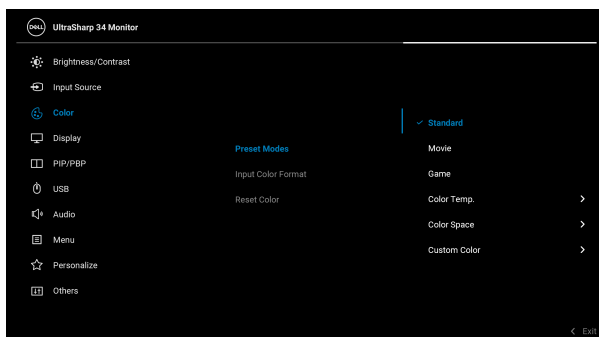 DELL UltraSharp 34 Monitor
Brightness/Contrast
Input Source
Color
Display
PIP/PBP
USB
Audio
Menu
Personalize
Others
Preset Modes
Input Color Format
Reset Color
Standard
Movie
Game
Color Temp.
Color Space
Custom Color
Exit